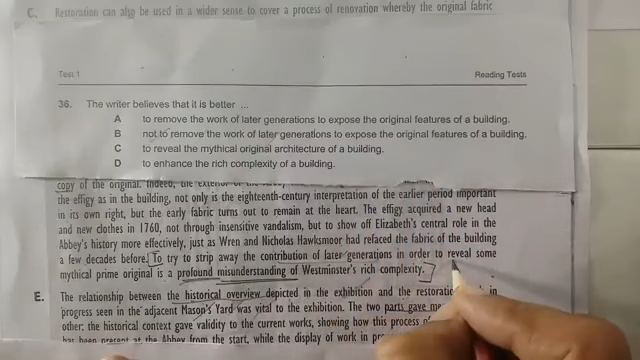 C. Restoration can also be used in a wider sense to cover a process of renovation whereby the original fabric
Test 1 Reading Tests
36. The writer believes that it is better ...
A to remove the work of later generations to expose the original features of a building.
B not to remove the work of later generations to expose the original features of a building.
C to reveal the mythical original architecture of a building.
D to enhance the rich complexity of a building.
copy of the original. Indeed, the
the effigy as in the building, not only is the eighteenth-century interpretation of the earlier period important
in its own right, but the early fabric turns out to remain at the heart. The effigy acquired a new head
and new clothes in 1760, not through insensitive vandalism, but to show off Elizabeth's central role in the
Abbey's history more effectively, just as Wren and Nicholas Hawksmoor had refaced the fabric of the building
a few decades before. To try to strip away the contribution of later generations in order to reveal some
mythical prime original is a profound misunderstanding of Westminster's rich complexity.
E. The relationship between the historical overview depicted in the exhibition and the restoration in
progress seen in the adjacent Mason's Yard was vital to the exhibition. The two parts gave
other: the historical context gave validity to the current works, showing how this process of
has been present at the Abbey from the start, while the display of work in